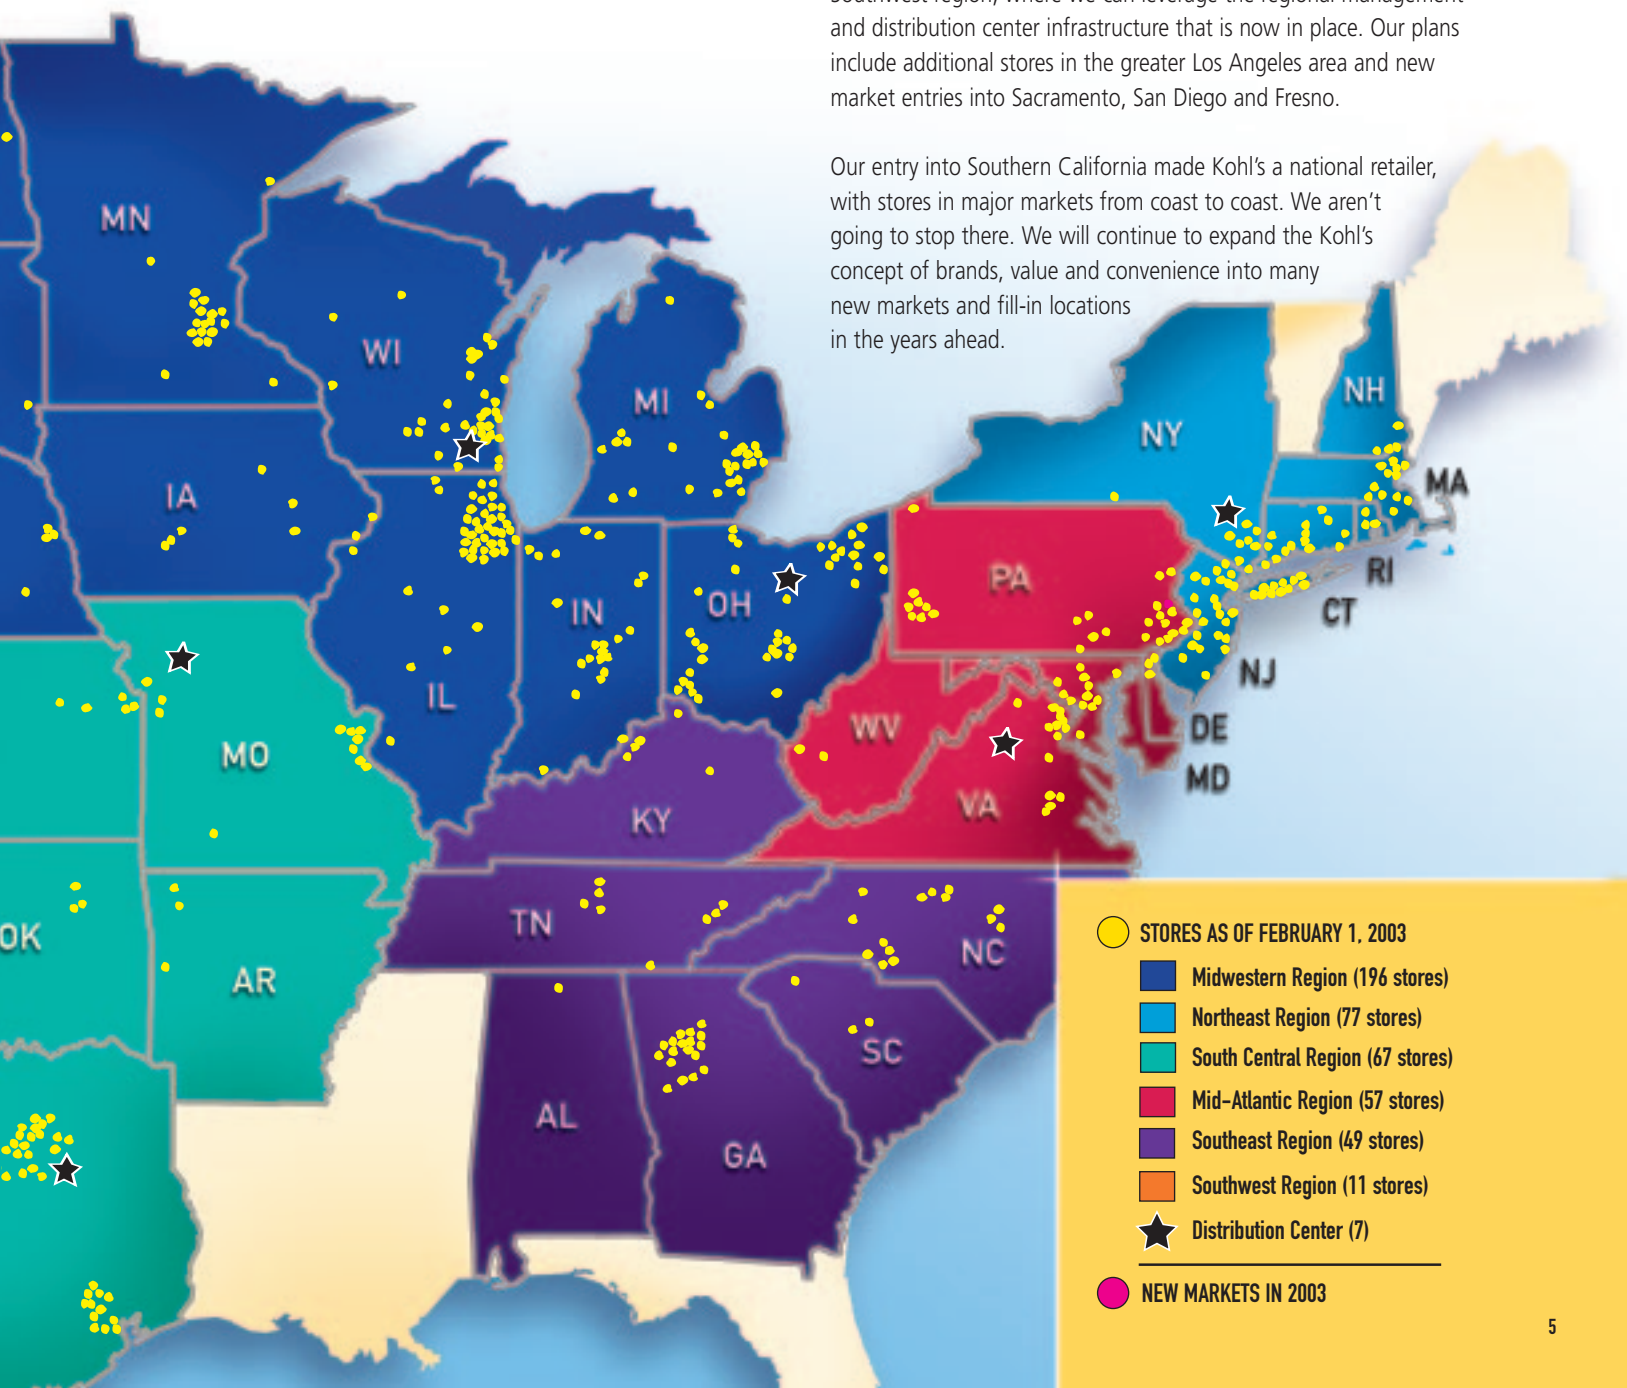 and distribution center infrastructure that is now in place. Our plans
include additional stores in the greater Los Angeles area and new
market entries into Sacramento, San Diego and Fresno.
Our entry into Southern California made Kohl's a national retailer,
with stores in major markets from coast to coast. We aren't
going to stop there. We will continue to expand the Kohl's
concept of brands, value and convenience into many
new markets and fill-in locations
in the years ahead.
MN
WI
MI
NY
NH
MA
IA
PA
RI
IN
OH
CT
NJ
IL
WV
DE
MO
MD
VA
KY
TN
OK
NC
AR
SC
AL
GA
STORES AS OF FEBRUARY 1, 2003
Midwestern Region (196 stores)
Northeast Region (77 stores)
South Central Region (67 stores)
Mid-Atlantic Region (57 stores)
Southeast Region (49 stores)
Southwest Region (11 stores)
Distribution Center (7)
NEW MARKETS IN 2003
5